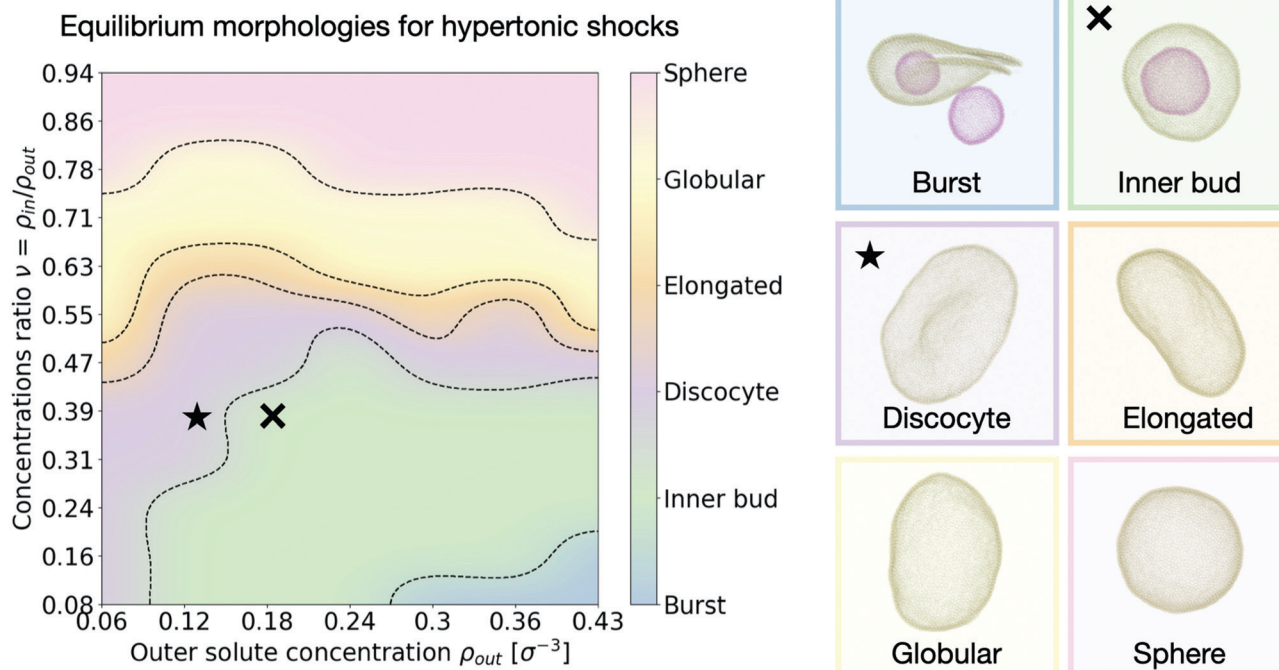 Equilibrium morphologies for hypertonic shocks
Concentrations ratio ν = ρin/ρout
0.94
0.86
0.78
0.71
0.63
0.55
0.47
0.39
0.31
0.24
0.16
0.08
0.06 0.12 0.18 0.24 0.3 0.36 0.43
Outer solute concentration ρout [σ⁻³]
Sphere
Globular
Elongated
Discocyte
Inner bud
Burst
Burst
Inner bud
Discocyte
Elongated
Globular
Sphere